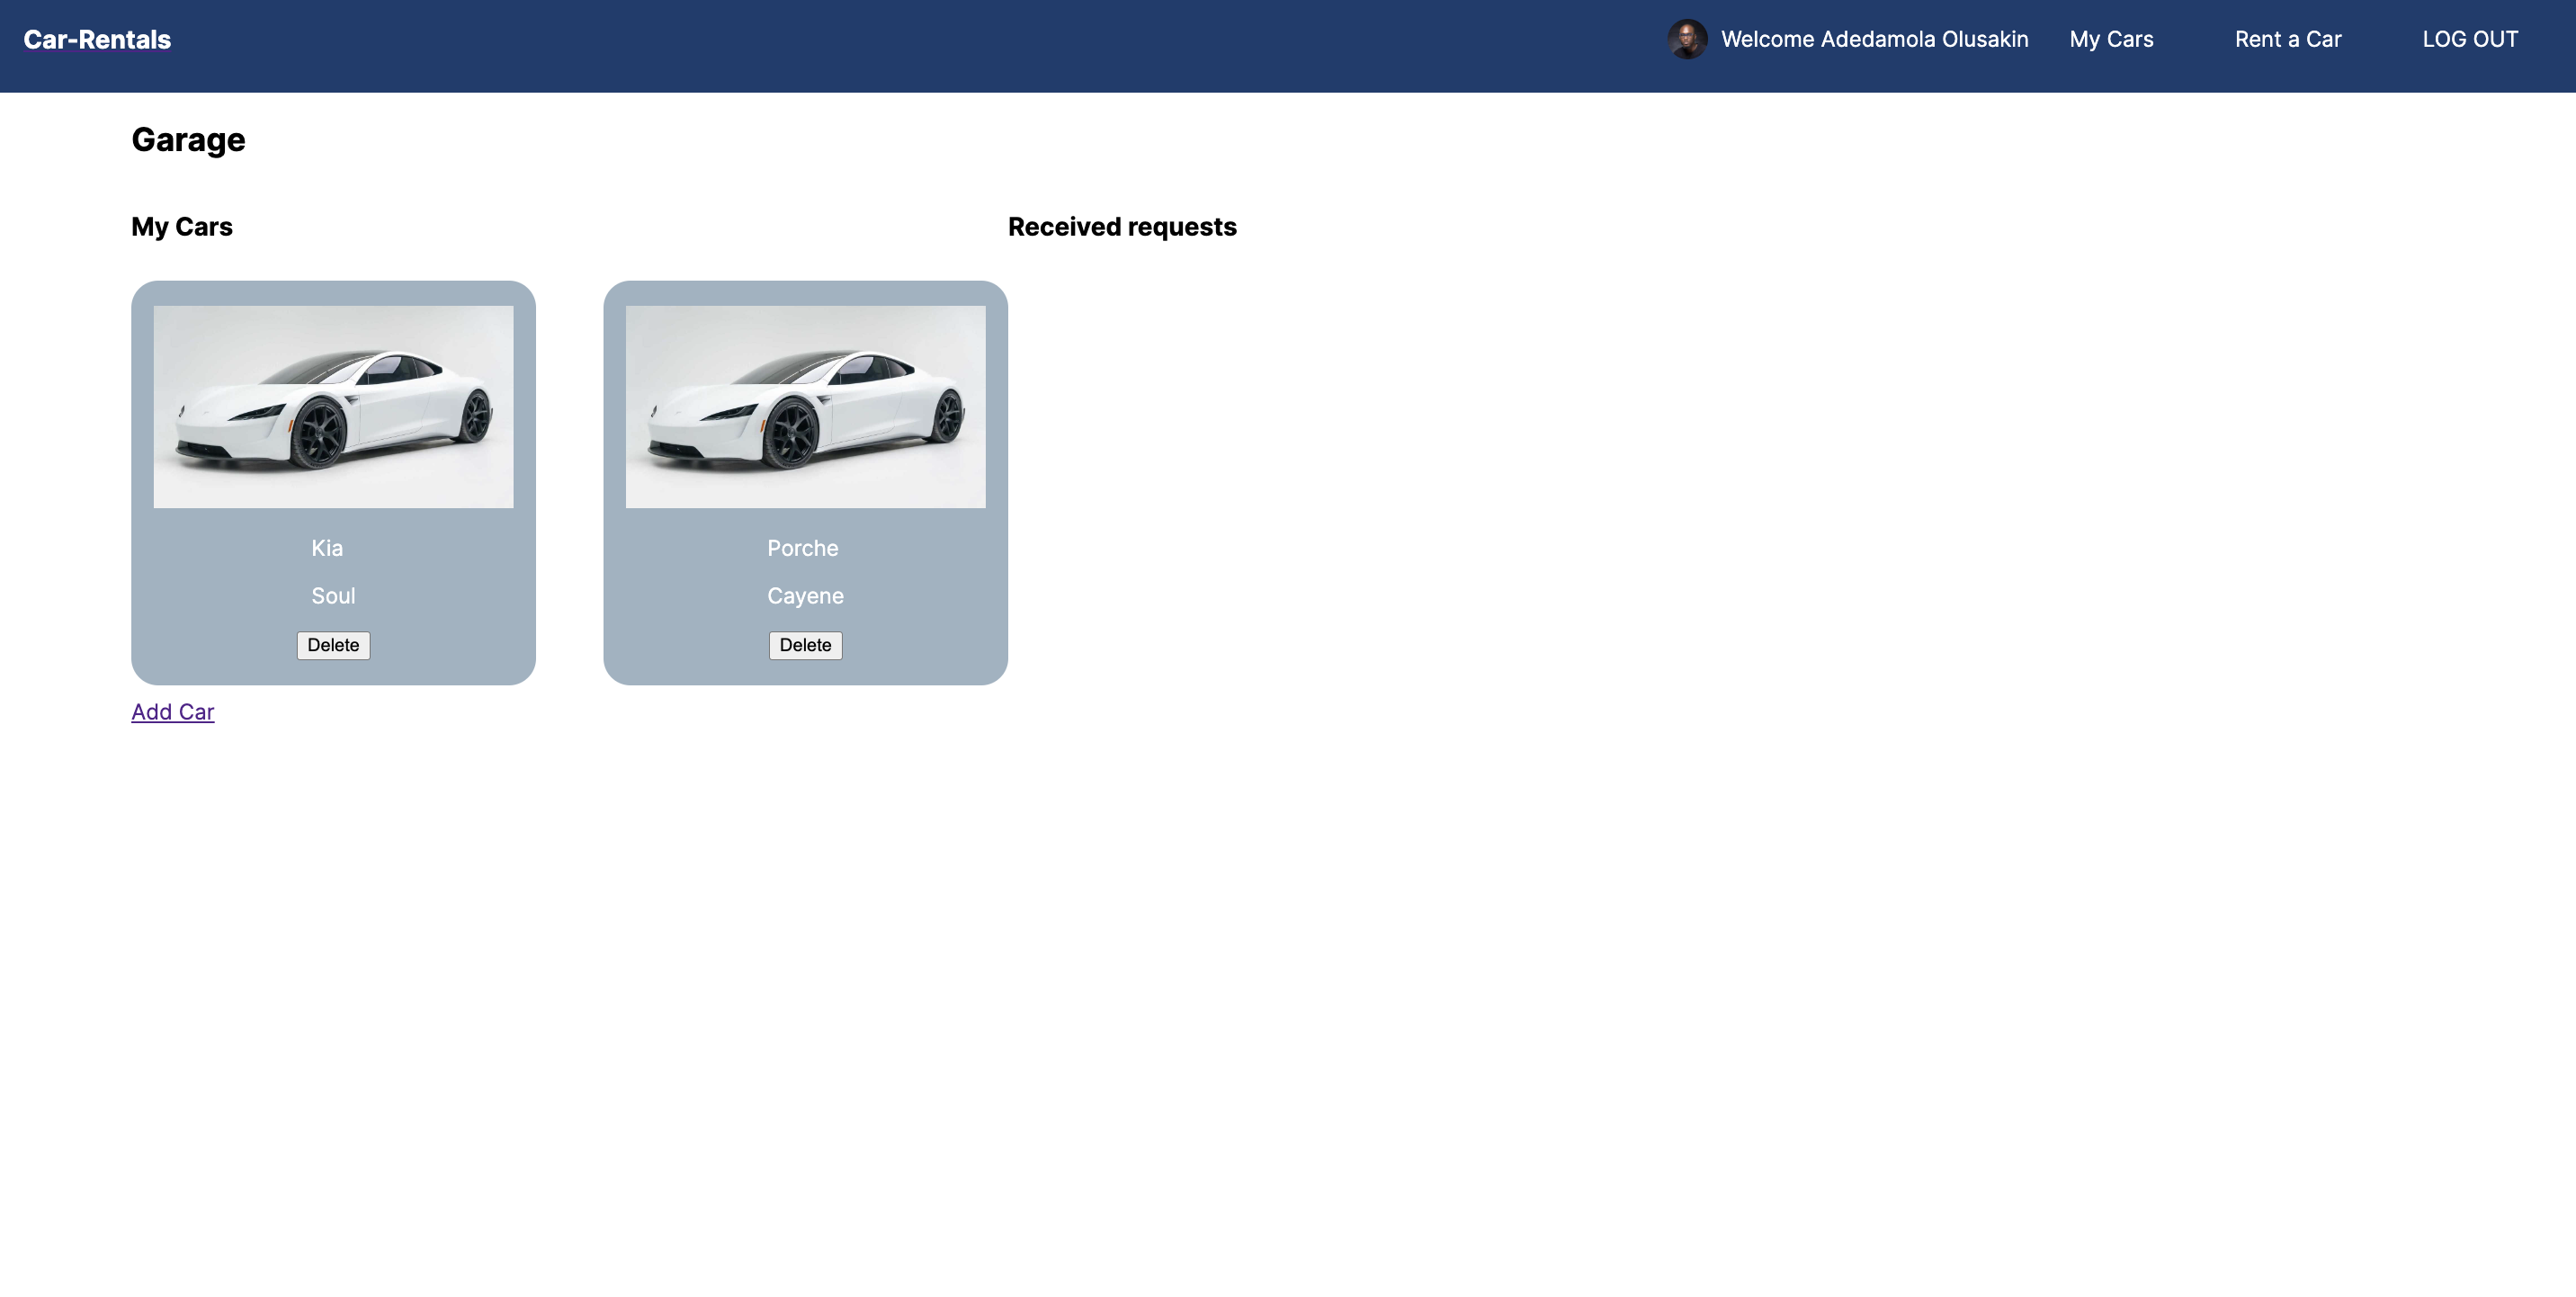 Car-Rentals
Welcome Adedamola Olusakin
My Cars
Rent a Car
LOG OUT
Garage
My Cars
Received requests
Kia
Soul
Delete
Porche
Cayene
Delete
Add Car